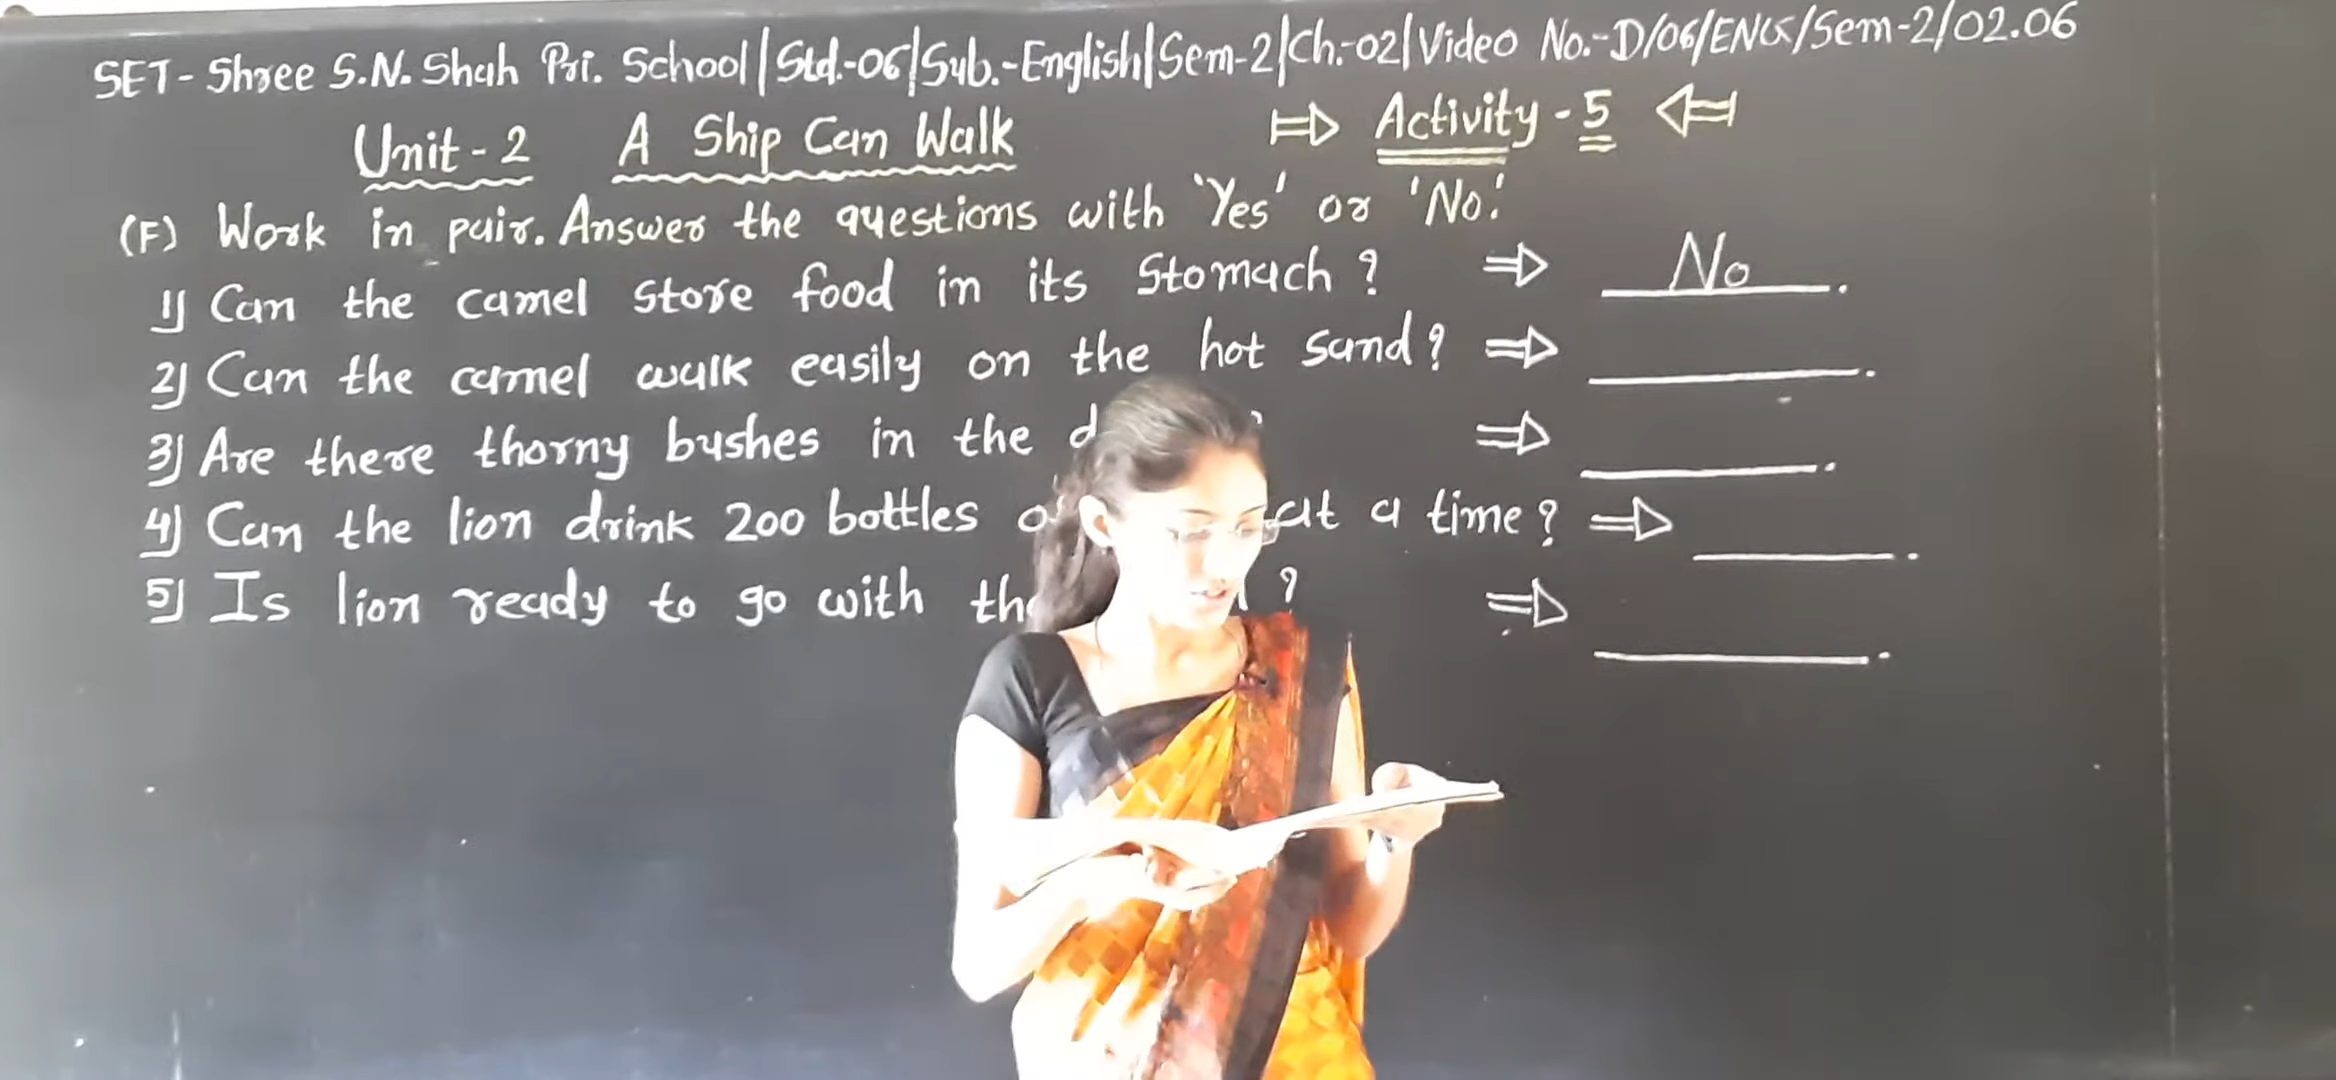 SET- Shree S.N. Shah Pri. School | Std.-06 | Sub.-English | Sem-2 | Ch.-02 | Video No.-D/06/ENG/Sem-2/02.06
Unit-2 A Ship Can Walk ⇒ Activity-5 ⇐
(F) Work in pair. Answer the questions with 'Yes' or 'No'.
1) Can the camel store food in its Stomach? ⇒ No.
2) Can the camel walk easily on the hot sand? ⇒ ______.
3) Are there thorny bushes in the ? ⇒ ______.
4) Can the lion drink 200 bottles at a time? ⇒ ______.
5) Is lion ready to go with ? ⇒ ______.